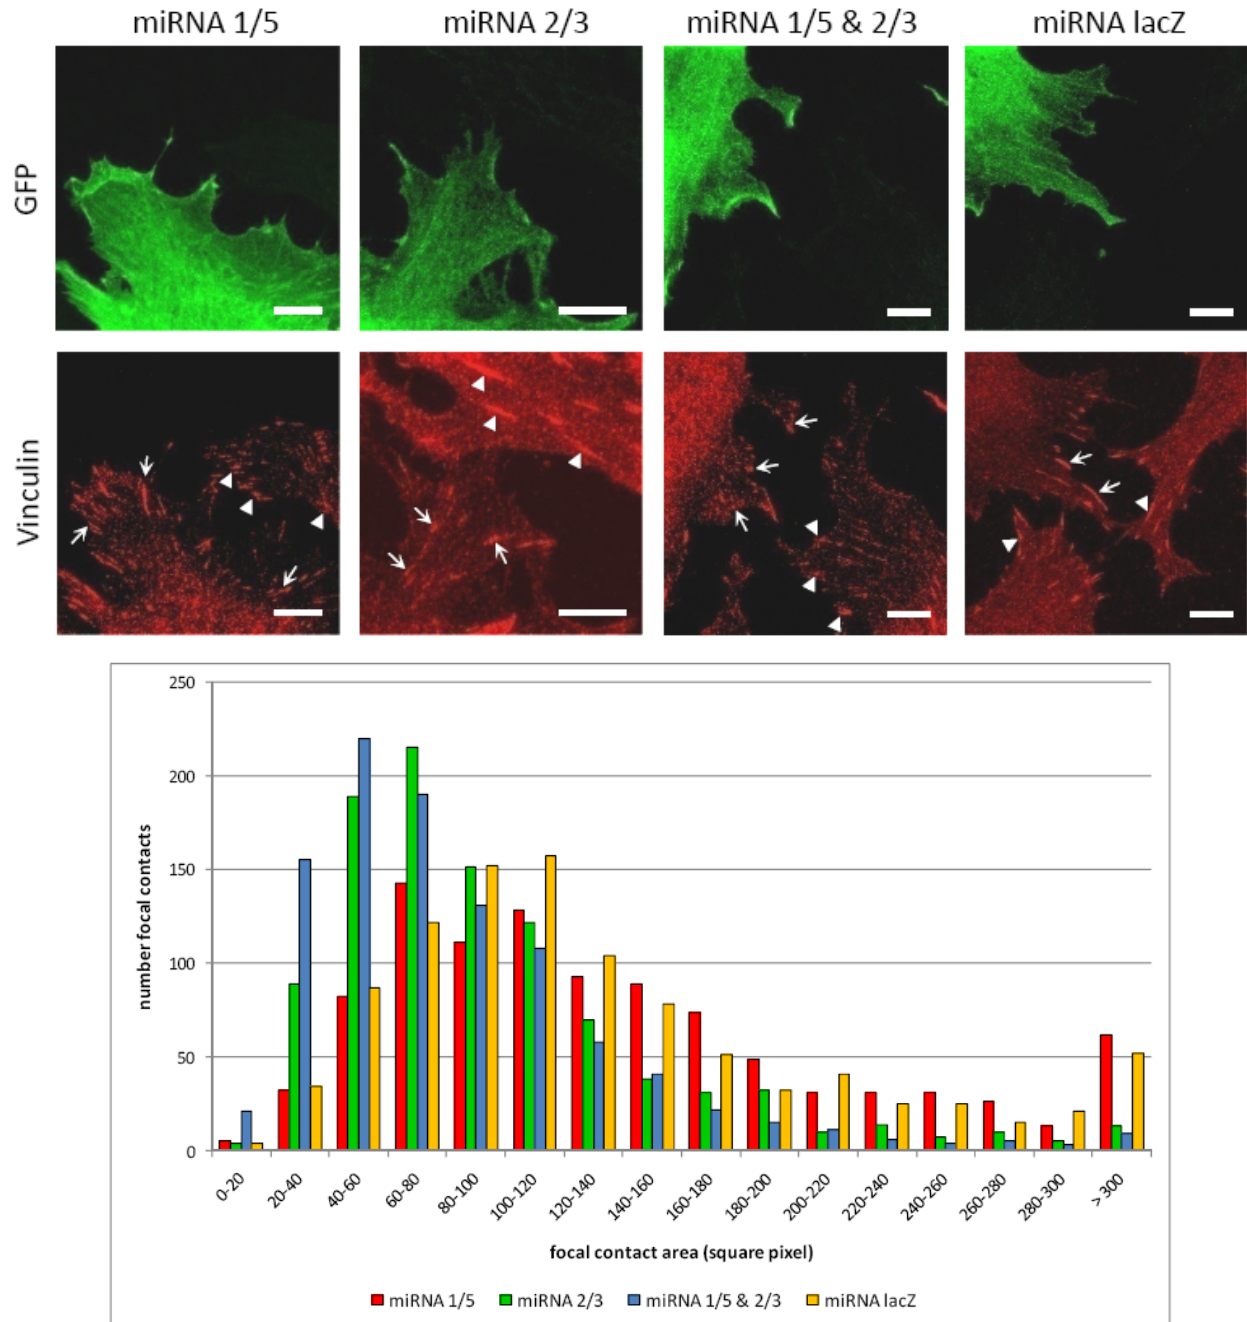 miRNA 1/5 miRNA 2/3 miRNA 1/5 & 2/3 miRNA lacZ
GFP
Vinculin
250
200
150
100
50
0
number focal contacts
0-20 20-40 40-60 60-80 80-100 100-120 120-140 140-160 160-180 180-200 200-220 220-240 240-260 260-280 280-300 > 300
focal contact area (square pixel)
miRNA 1/5 miRNA 2/3 miRNA 1/5 & 2/3 miRNA lacZ